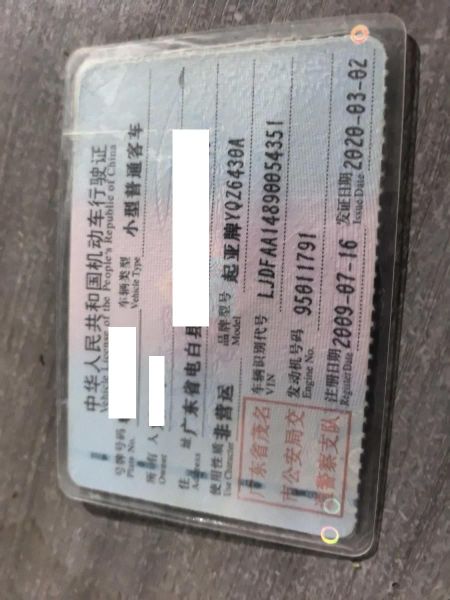 中华人民共和国机动车行驶证
Vehicle License of the People's Republic of China
号牌号码
Plate No.
车辆类型 小型普通客车
Vehicle Type
所有人
Owner
住址 广东省电白县
Address
使用性质 非营运
Use Character
品牌型号 起亚牌YQZ6430A
Model
车辆识别代号 LJDFAA14890054351
VIN
发动机号码 95011791
Engine No.
注册日期 2009-07-16
Register Date
发证日期 2020-03-02
Issue Date
广东省茂名
市公安局交
通警察支队